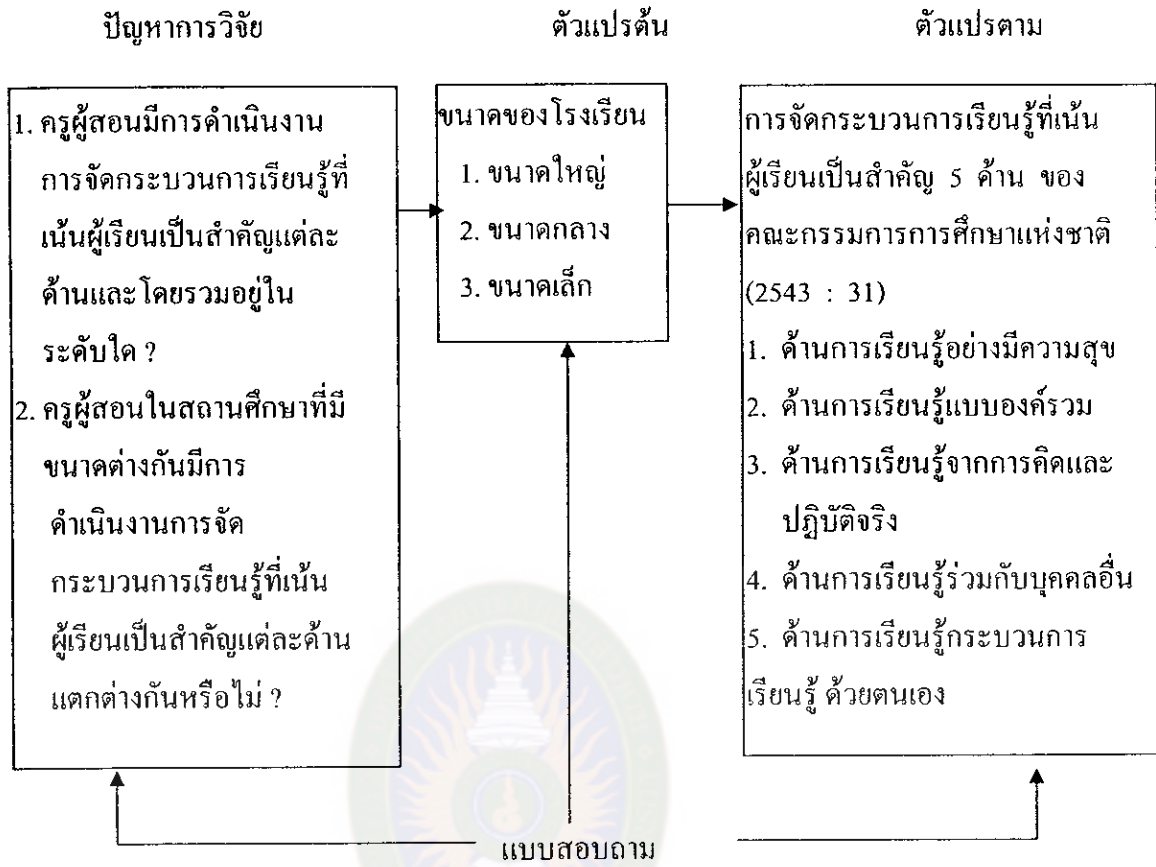 ปัญหาการวิจัย
ตัวแปรต้น
ตัวแปรตาม
1. ครูผู้สอนมีการดำเนินงาน
การจัดกระบวนการเรียนรู้ที่
เน้นผู้เรียนเป็นสำคัญแต่ละ
ด้านและโดยรวมอยู่ใน
ระดับใด ?
2. ครูผู้สอนในสถานศึกษาที่มี
ขนาดต่างกันมีการ
ดำเนินงานการจัด
กระบวนการเรียนรู้ที่เน้น
ผู้เรียนเป็นสำคัญแต่ละด้าน
แตกต่างกันหรือไม่ ?
ขนาดของโรงเรียน
1. ขนาดใหญ่
2. ขนาดกลาง
3. ขนาดเล็ก
การจัดกระบวนการเรียนรู้ที่เน้น
ผู้เรียนเป็นสำคัญ 5 ด้าน ของ
คณะกรรมการการศึกษาแห่งชาติ
(2543 : 31)
1. ด้านการเรียนรู้อย่างมีความสุข
2. ด้านการเรียนรู้แบบองค์รวม
3. ด้านการเรียนรู้จากการคิดและ
ปฏิบัติจริง
4. ด้านการเรียนรู้ร่วมกับบุคคลอื่น
5. ด้านการเรียนรู้กระบวนการ
เรียนรู้ ด้วยตนเอง
แบบสอบถาม